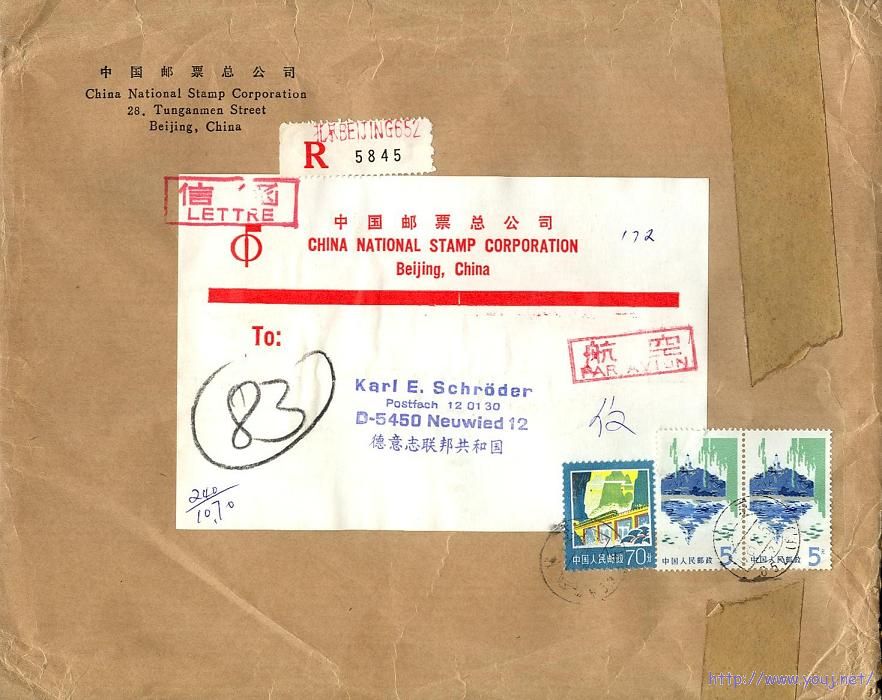 中国邮票总公司
China National Stamp Corporation
28, Tunganmen Street
Beijing, China
北京BEIJING652
R 5845
信函
LETTRE
中国邮票总公司
CHINA NATIONAL STAMP CORPORATION
Beijing, China
172
To:
航空
PAR AVION
83
Karl E. Schröder
Postfach 12 01 30
D-5450 Neuwied 12
德意志联邦共和国
240
10,70
中国人民邮政 70分
中国人民邮政 5元
中国人民邮政 5元
http://www.youj.net/